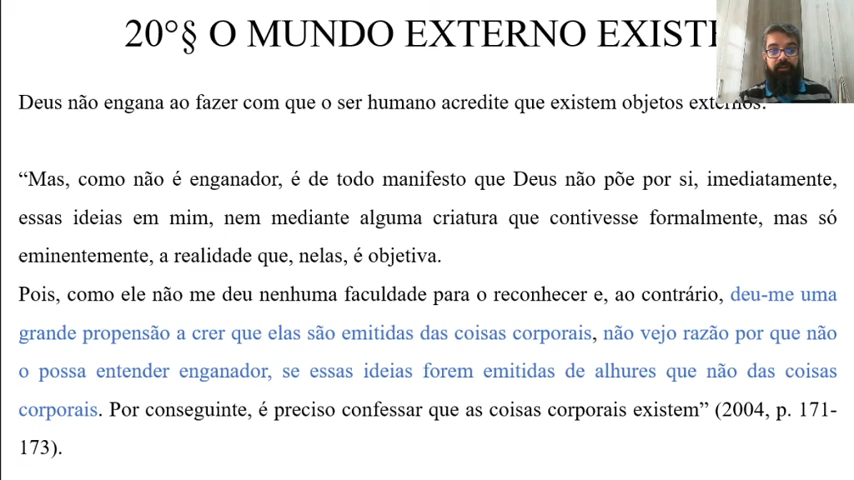 20°§ O MUNDO EXTERNO EXISTE
Deus não engana ao fazer com que o ser humano acredite que existem objetos externos.
“Mas, como não é enganador, é de todo manifesto que Deus não põe por si, imediatamente,
essas ideias em mim, nem mediante alguma criatura que contivesse formalmente, mas só
eminentemente, a realidade que, nelas, é objetiva.
Pois, como ele não me deu nenhuma faculdade para o reconhecer e, ao contrário, deu-me uma
grande propensão a crer que elas são emitidas das coisas corporais, não vejo razão por que não
o possa entender enganador, se essas ideias forem emitidas de alhures que não das coisas
corporais. Por conseguinte, é preciso confessar que as coisas corporais existem” (2004, p. 171-
173).